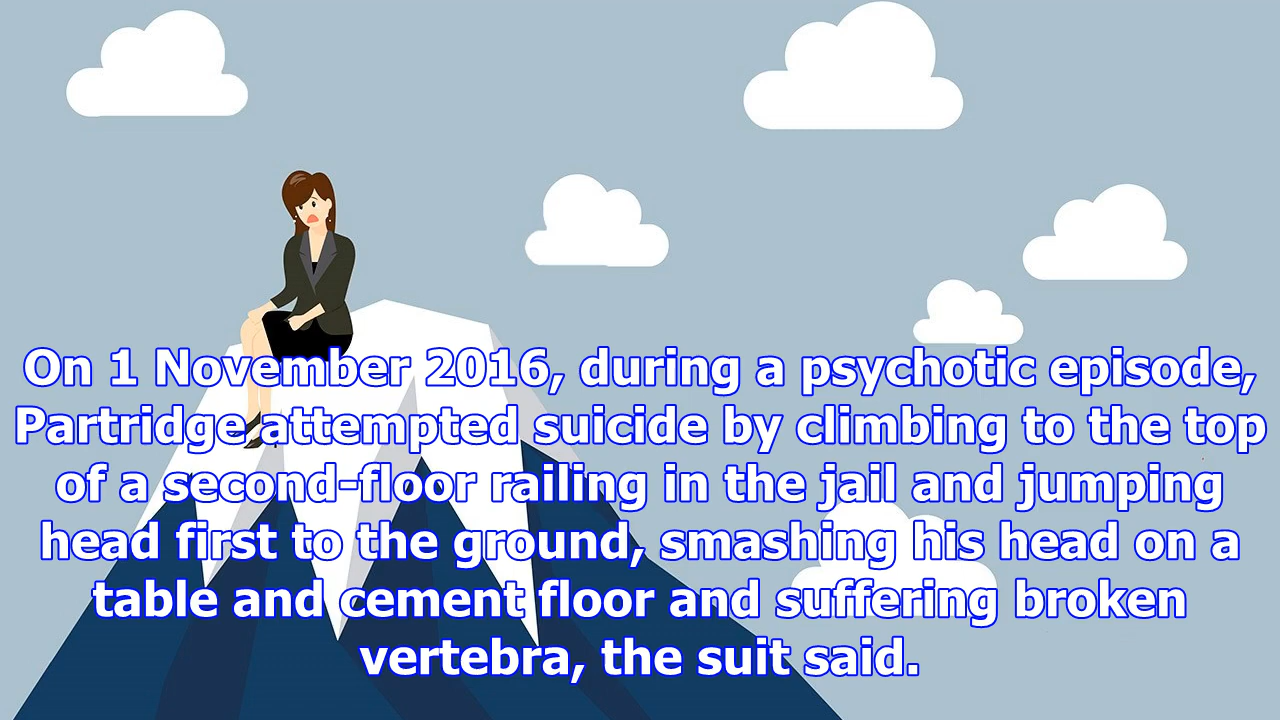 On 1 November 2016, during a psychotic episode,
Partridge attempted suicide by climbing to the top
of a second-floor railing in the jail and jumping
head first to the ground, smashing his head on a
table and cement floor and suffering broken
vertebra, the suit said.